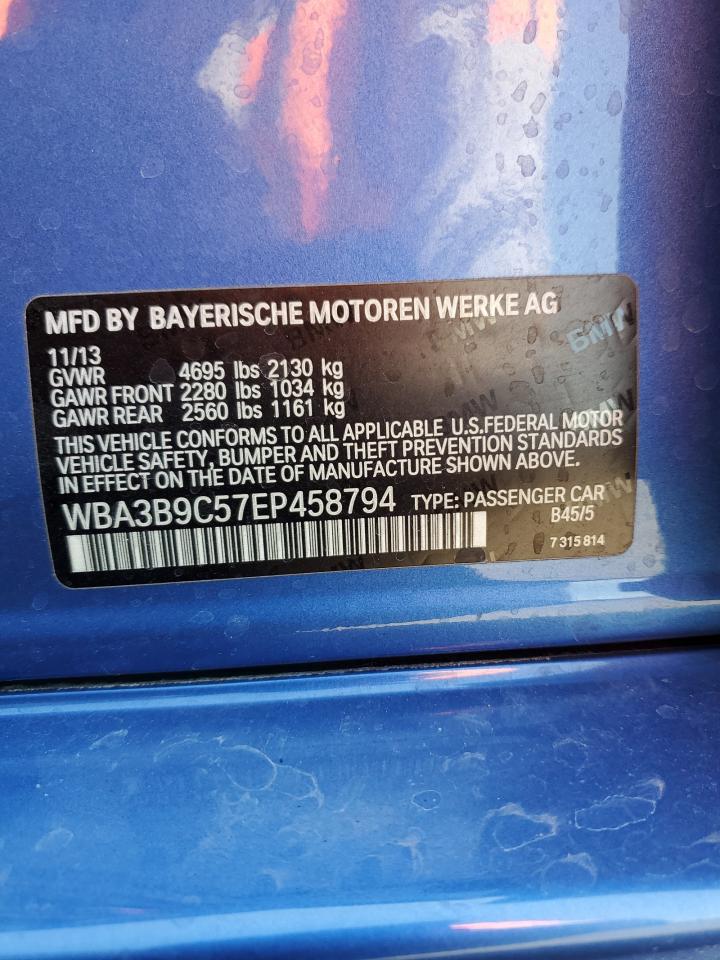 MFD BY BAYERISCHE MOTOREN WERKE AG
11/13
GVWR 4695 lbs 2130 kg
GAWR FRONT 2280 lbs 1034 kg
GAWR REAR 2560 lbs 1161 kg
THIS VEHICLE CONFORMS TO ALL APPLICABLE U.S.FEDERAL MOTOR
VEHICLE SAFETY, BUMPER AND THEFT PREVENTION STANDARDS
IN EFFECT ON THE DATE OF MANUFACTURE SHOWN ABOVE.
WBA3B9C57EP458794 TYPE: PASSENGER CAR
B45/5
7 315 814
BMW